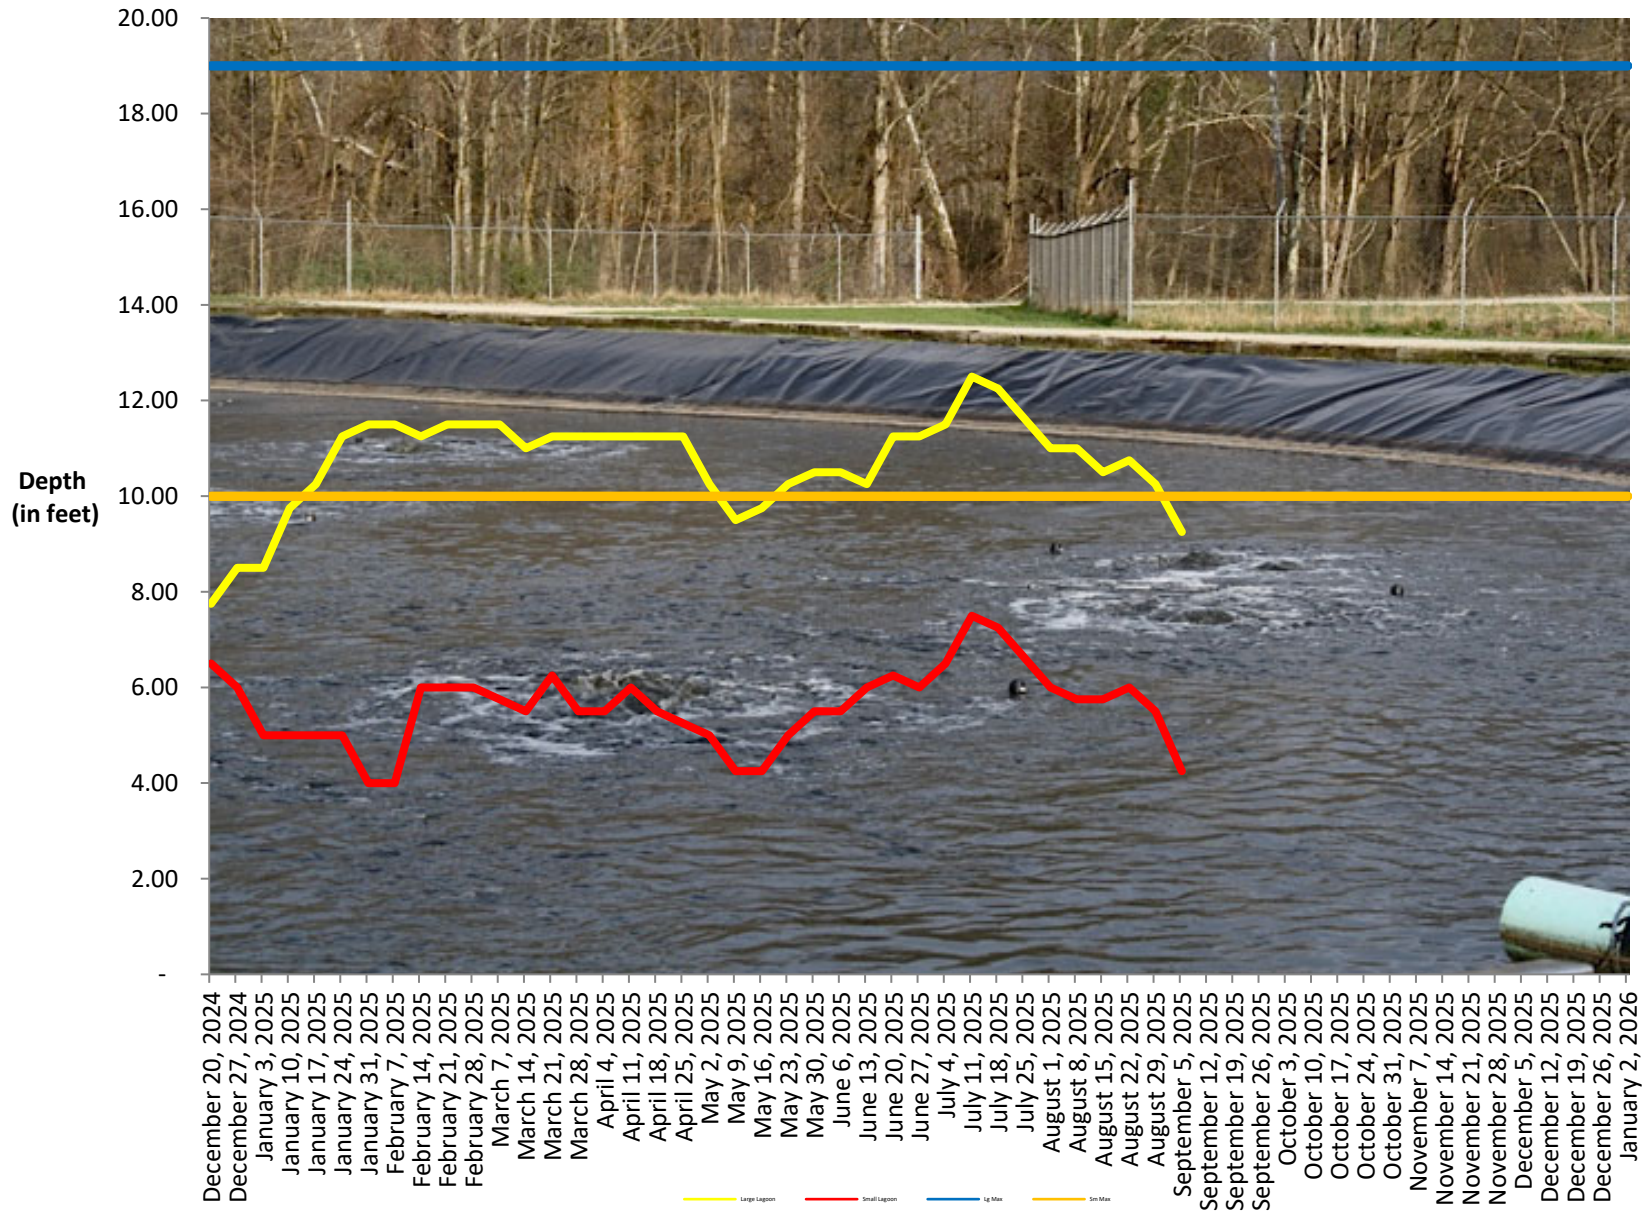 20.00
18.00
16.00
14.00
12.00
10.00
8.00
6.00
4.00
2.00
-
Depth
(in feet)
December 20, 2024
December 27, 2024
January 3, 2025
January 10, 2025
January 17, 2025
January 24, 2025
January 31, 2025
February 7, 2025
February 14, 2025
February 21, 2025
February 28, 2025
March 7, 2025
March 14, 2025
March 21, 2025
March 28, 2025
April 4, 2025
April 11, 2025
April 18, 2025
April 25, 2025
May 2, 2025
May 9, 2025
May 16, 2025
May 23, 2025
May 30, 2025
June 6, 2025
June 13, 2025
June 20, 2025
June 27, 2025
July 4, 2025
July 11, 2025
July 18, 2025
July 25, 2025
August 1, 2025
August 8, 2025
August 15, 2025
August 22, 2025
August 29, 2025
September 5, 2025
September 12, 2025
September 19, 2025
September 26, 2025
October 3, 2025
October 10, 2025
October 17, 2025
October 24, 2025
October 31, 2025
November 7, 2025
November 14, 2025
November 21, 2025
November 28, 2025
December 5, 2025
December 12, 2025
December 19, 2025
December 26, 2025
January 2, 2026
Large Lagoon
Small Lagoon
Lg Max
Sm Max